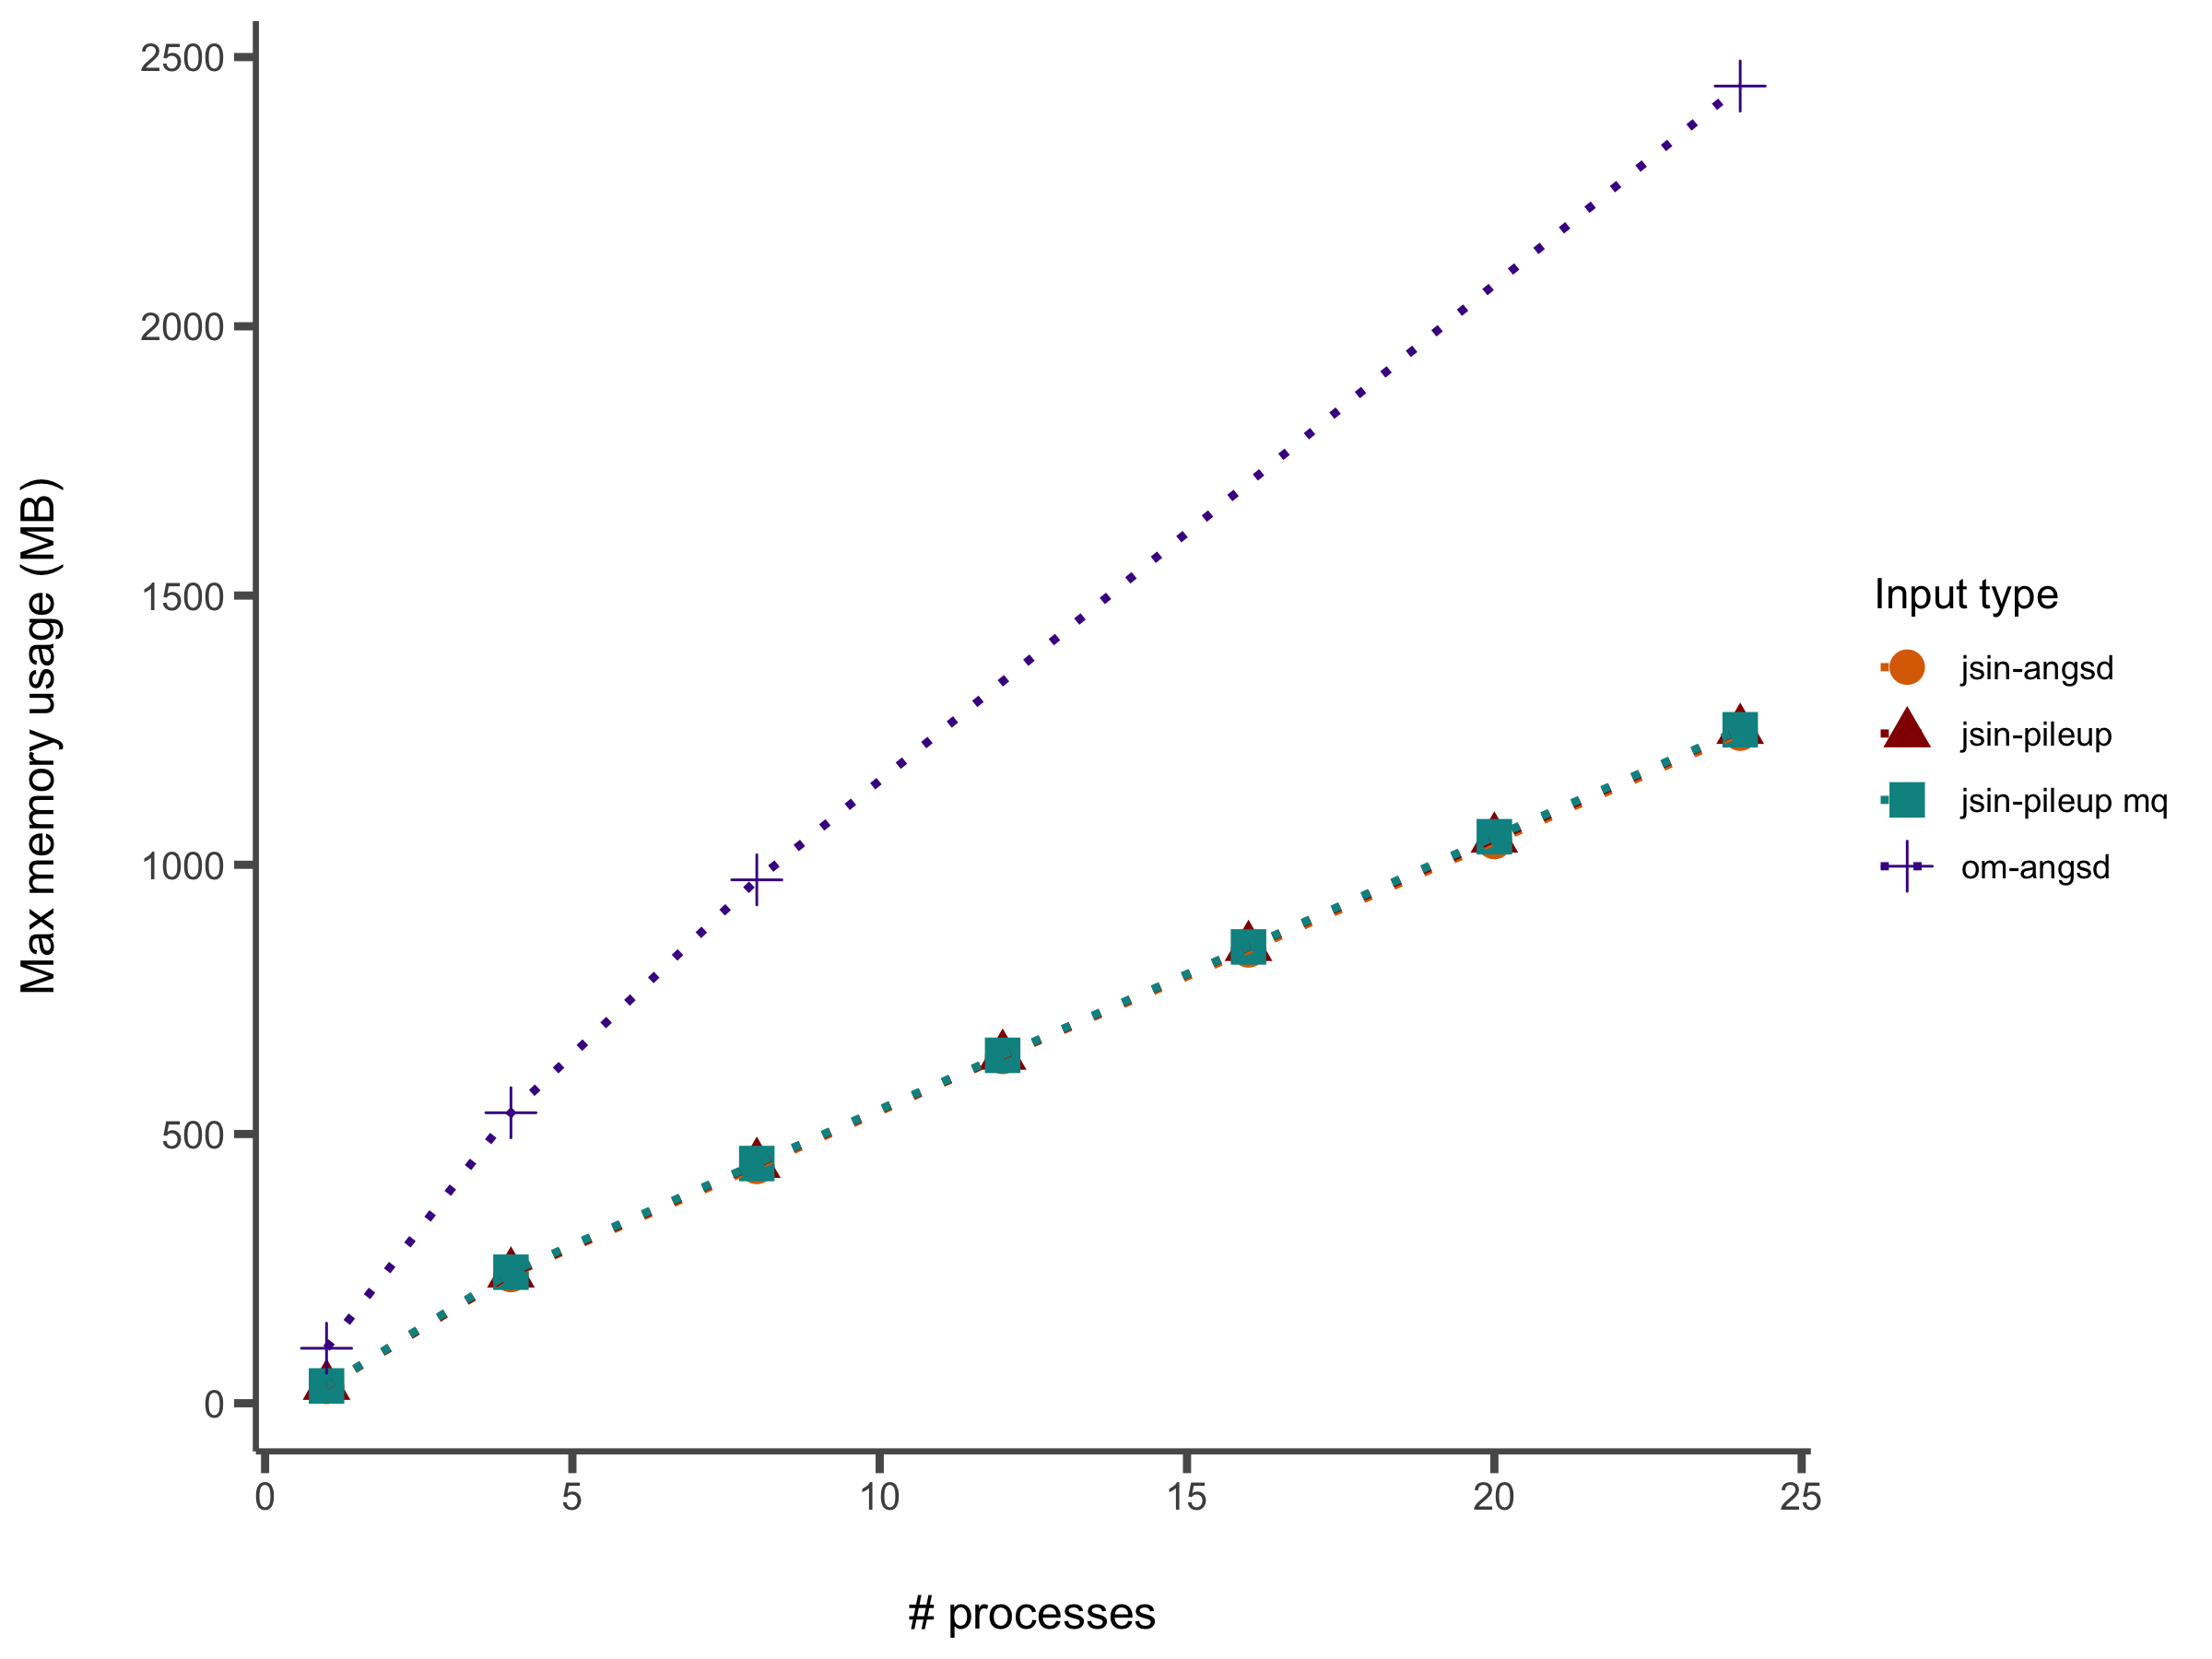 2500
2000
1500
1000
500
0
Max memory usage (MB)
0 5 10 15 20 25
# processes
Input type
jsin-angsd
jsin-pileup
jsin-pileup mq
om-angsd